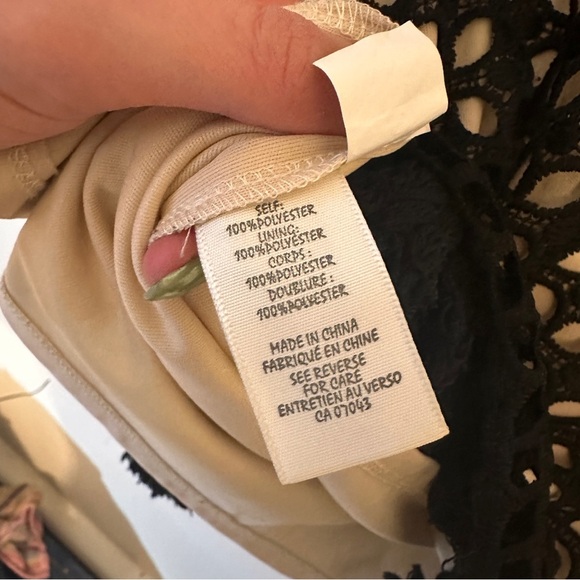 SELF:
100%POLYESTER
LINING:
100%POLYESTER
CORPS :
100%POLYESTER
DOUBLURE :
100%POLYESTER
MADE IN CHINA
FABRIQUÉ EN CHINE
SEE REVERSE
FOR CARE
ENTRETIEN AU VERSO
CA 07043